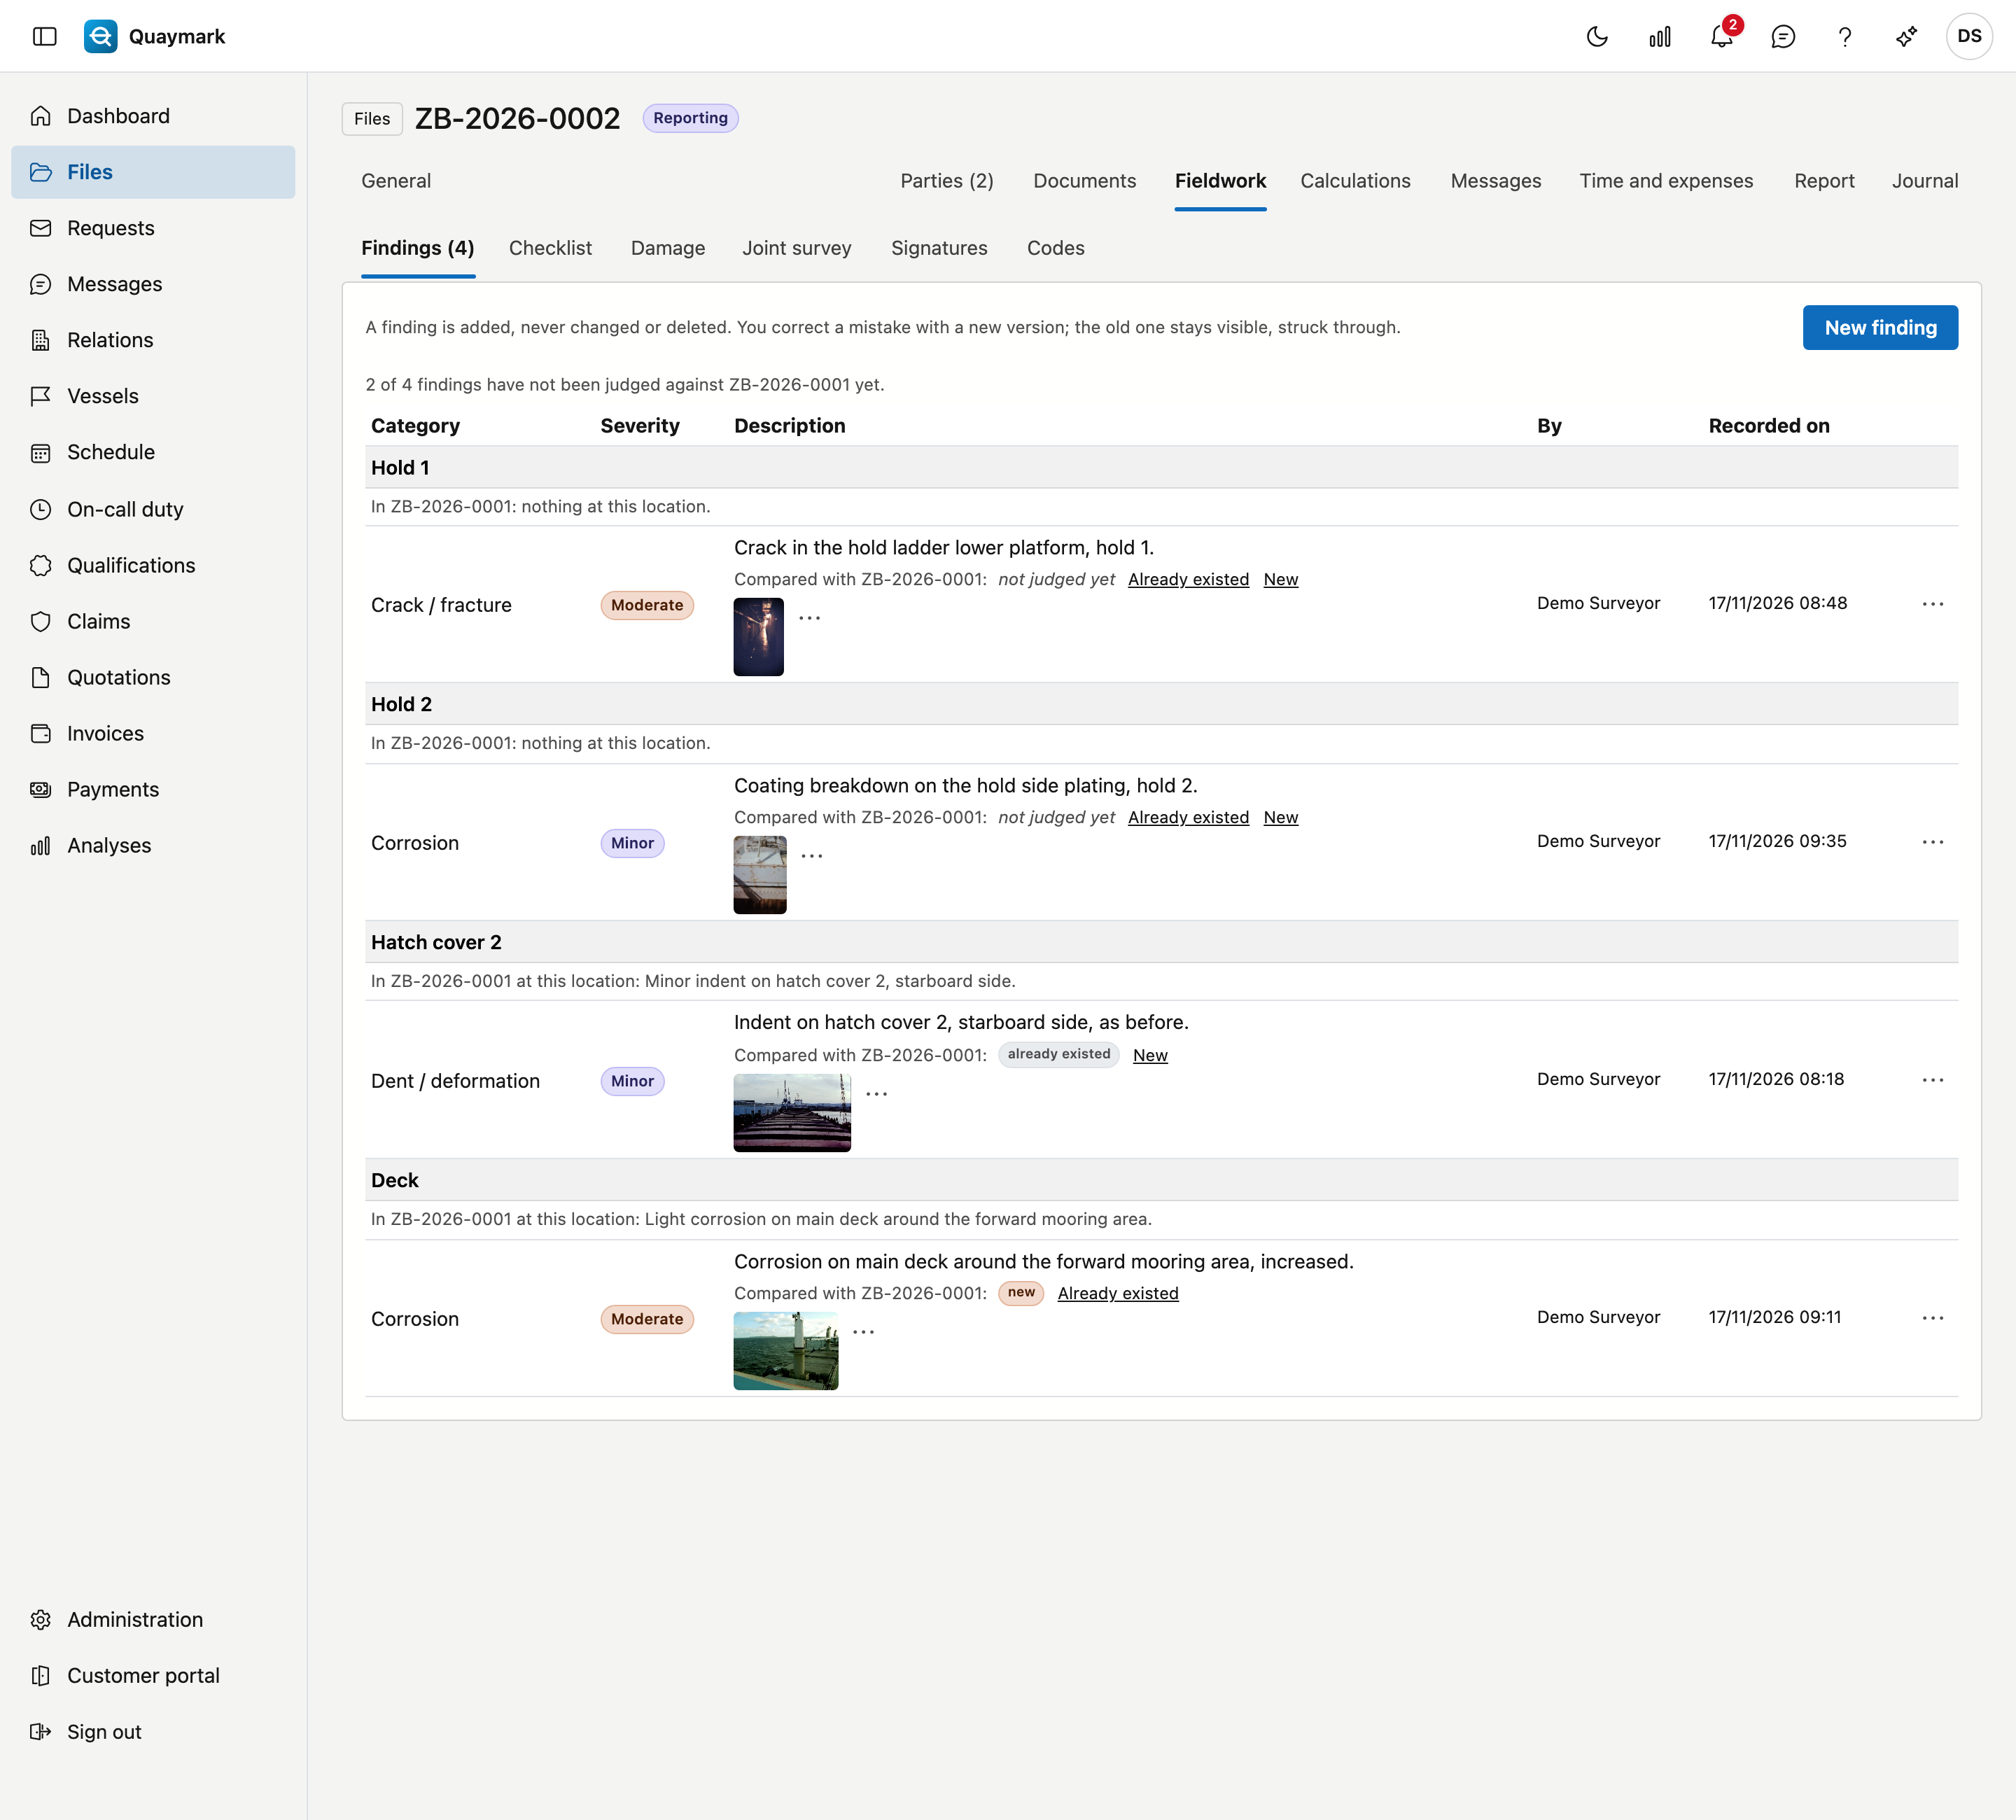 Quaymark
2
DS
Dashboard
Files
Requests
Messages
Relations
Vessels
Schedule
On-call duty
Qualifications
Claims
Quotations
Invoices
Payments
Analyses
Administration
Customer portal
Sign out
Files ZB-2026-0002 Reporting
General Parties (2) Documents Fieldwork Calculations Messages Time and expenses Report Journal
Findings (4) Checklist Damage Joint survey Signatures Codes
A finding is added, never changed or deleted. You correct a mistake with a new version; the old one stays visible, struck through.
New finding
2 of 4 findings have not been judged against ZB-2026-0001 yet.
Category Severity Description By Recorded on
Hold 1
In ZB-2026-0001: nothing at this location.
Crack in the hold ladder lower platform, hold 1.
Compared with ZB-2026-0001: not judged yet Already existed New
Crack / fracture Moderate Demo Surveyor 17/11/2026 08:48
Hold 2
In ZB-2026-0001: nothing at this location.
Coating breakdown on the hold side plating, hold 2.
Compared with ZB-2026-0001: not judged yet Already existed New
Corrosion Minor Demo Surveyor 17/11/2026 09:35
Hatch cover 2
In ZB-2026-0001 at this location: Minor indent on hatch cover 2, starboard side.
Indent on hatch cover 2, starboard side, as before.
Compared with ZB-2026-0001: already existed New
Dent / deformation Minor Demo Surveyor 17/11/2026 08:18
Deck
In ZB-2026-0001 at this location: Light corrosion on main deck around the forward mooring area.
Corrosion on main deck around the forward mooring area, increased.
Compared with ZB-2026-0001: new Already existed
Corrosion Moderate Demo Surveyor 17/11/2026 09:11